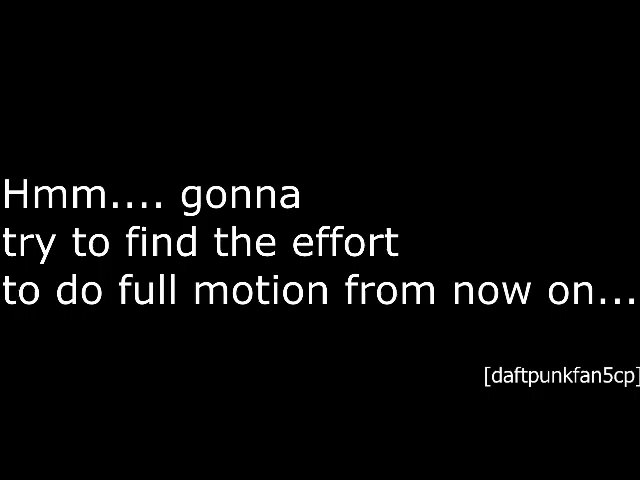 Hmm.... gonna
try to find the effort
to do full motion from now on...
[daftpunkfan5cp]